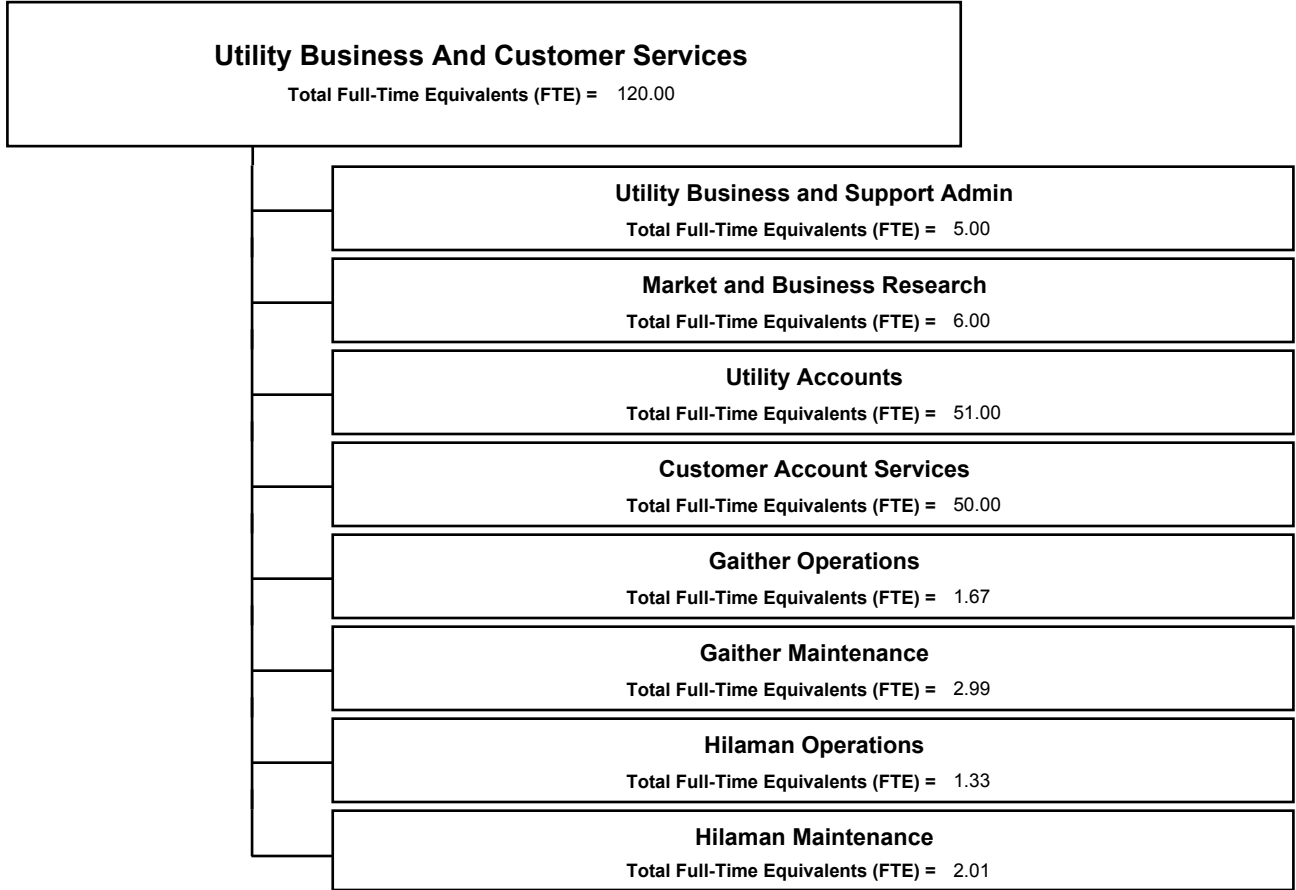 Utility Business And Customer Services
Total Full-Time Equivalents (FTE) = 120.00
Utility Business and Support Admin
Total Full-Time Equivalents (FTE) = 5.00
Market and Business Research
Total Full-Time Equivalents (FTE) = 6.00
Utility Accounts
Total Full-Time Equivalents (FTE) = 51.00
Customer Account Services
Total Full-Time Equivalents (FTE) = 50.00
Gaither Operations
Total Full-Time Equivalents (FTE) = 1.67
Gaither Maintenance
Total Full-Time Equivalents (FTE) = 2.99
Hilaman Operations
Total Full-Time Equivalents (FTE) = 1.33
Hilaman Maintenance
Total Full-Time Equivalents (FTE) = 2.01